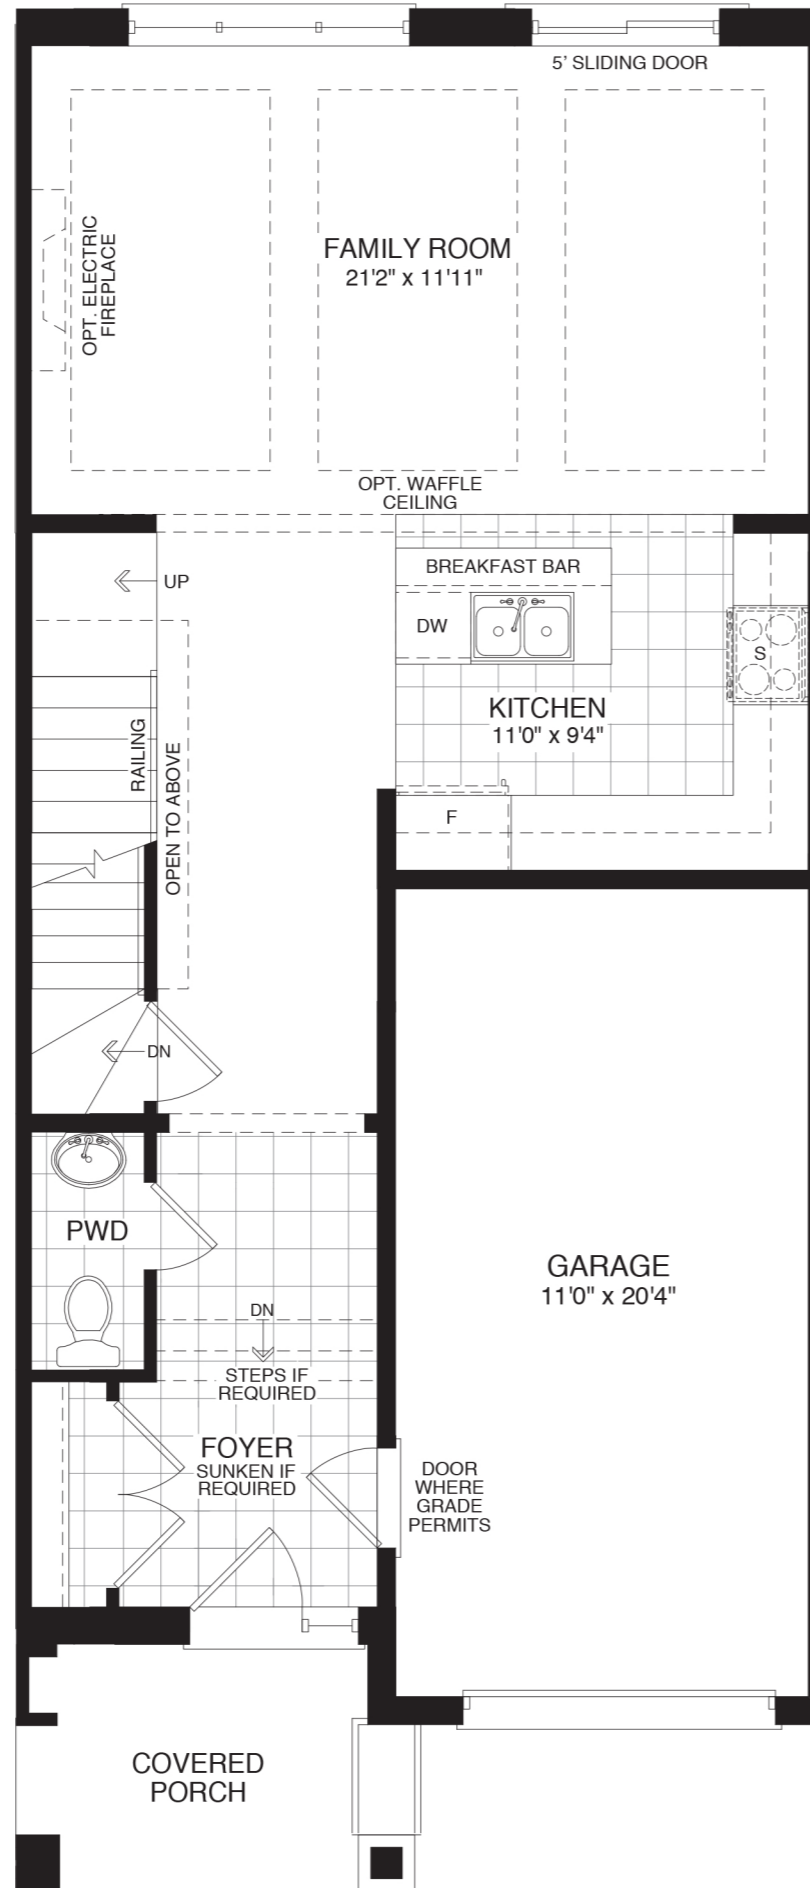 5' SLIDING DOOR
OPT. ELECTRIC
FIREPLACE
FAMILY ROOM
21'2" x 11'11"
OPT. WAFFLE
CEILING
UP
BREAKFAST BAR
DW
S
KITCHEN
11'0" x 9'4"
RAILING
OPEN TO ABOVE
F
DN
PWD
GARAGE
11'0" x 20'4"
DN
STEPS IF
REQUIRED
FOYER
SUNKEN IF
REQUIRED
DOOR
WHERE
GRADE
PERMITS
COVERED
PORCH